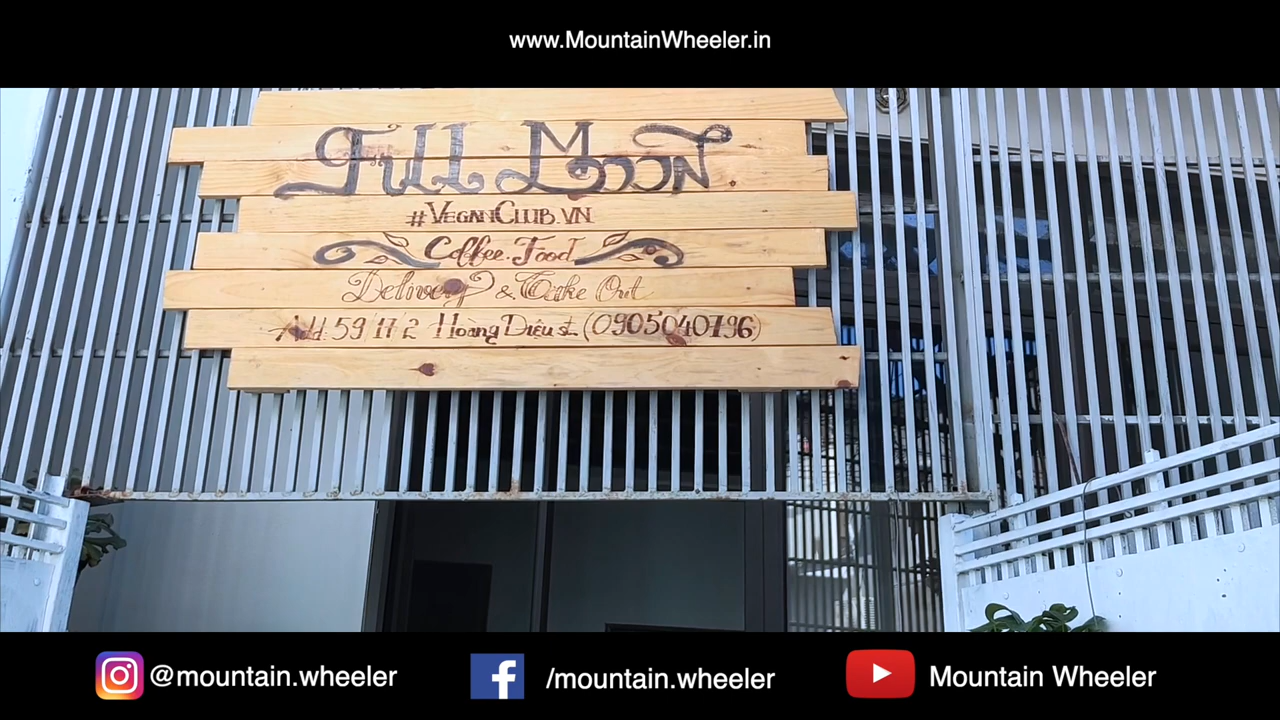 www.MountainWheeler.in
Full Moon
#VEGANCLUB.VN
Coffee.Food
Delivery & Take Out
Add. 59/17/2 Hoàng Diệu st. (0905040796)
@mountain.wheeler
/mountain.wheeler
Mountain Wheeler